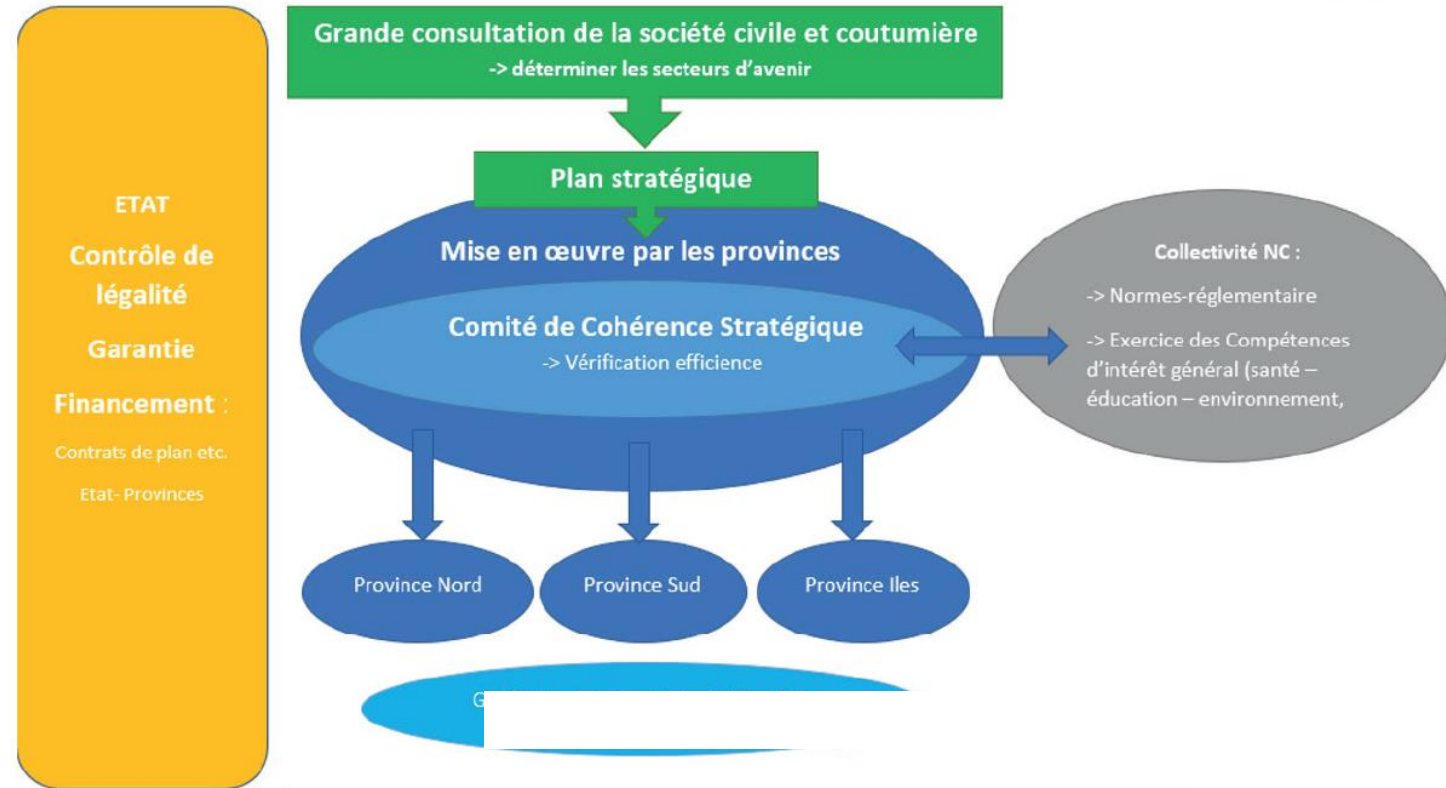 ETAT
Contrôle de
légalité
Garantie
Financement :
Contrats de plan etc.
Etat- Provinces
Grande consultation de la société civile et coutumière
-> déterminer les secteurs d’avenir
Plan stratégique
Mise en œuvre par les provinces
Comité de Cohérence Stratégique
-> Vérification efficience
Collectivité NC :
-> Normes-réglementaire
-> Exercice des Compétences
d’intérêt général (santé –
éducation – environnement,
Province Nord
Province Sud
Province Iles